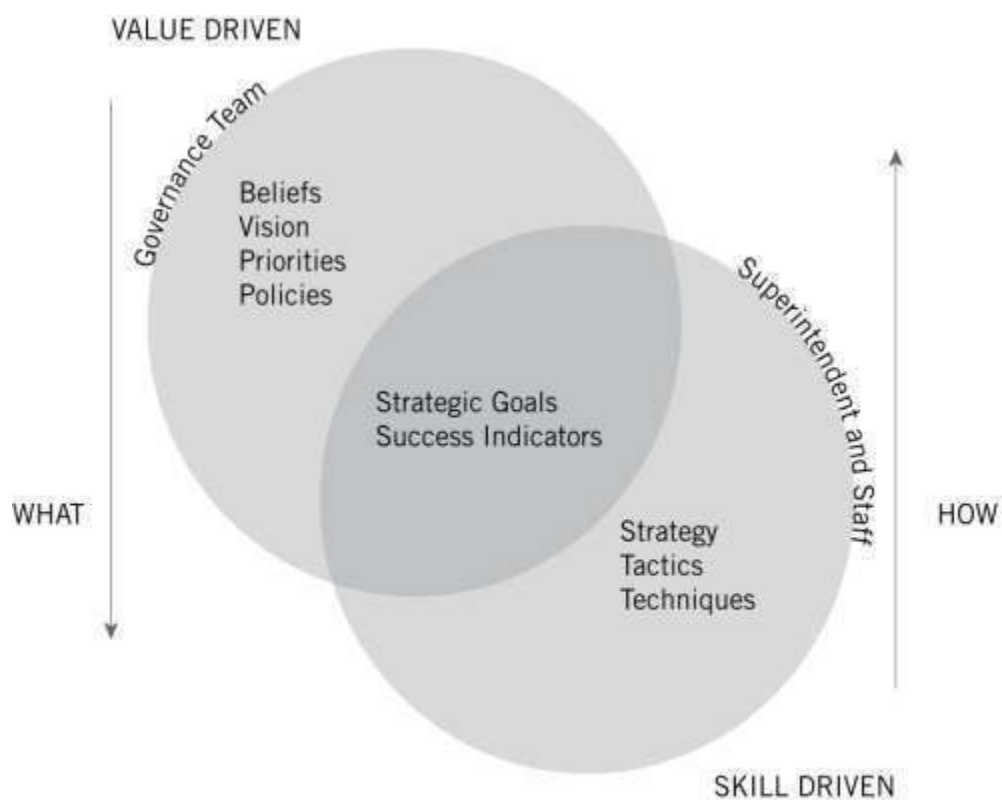 VALUE DRIVEN
Governance Team
Beliefs
Vision
Priorities
Policies
Superintendent and Staff
Strategic Goals
Success Indicators
WHAT
HOW
Strategy
Tactics
Techniques
SKILL DRIVEN